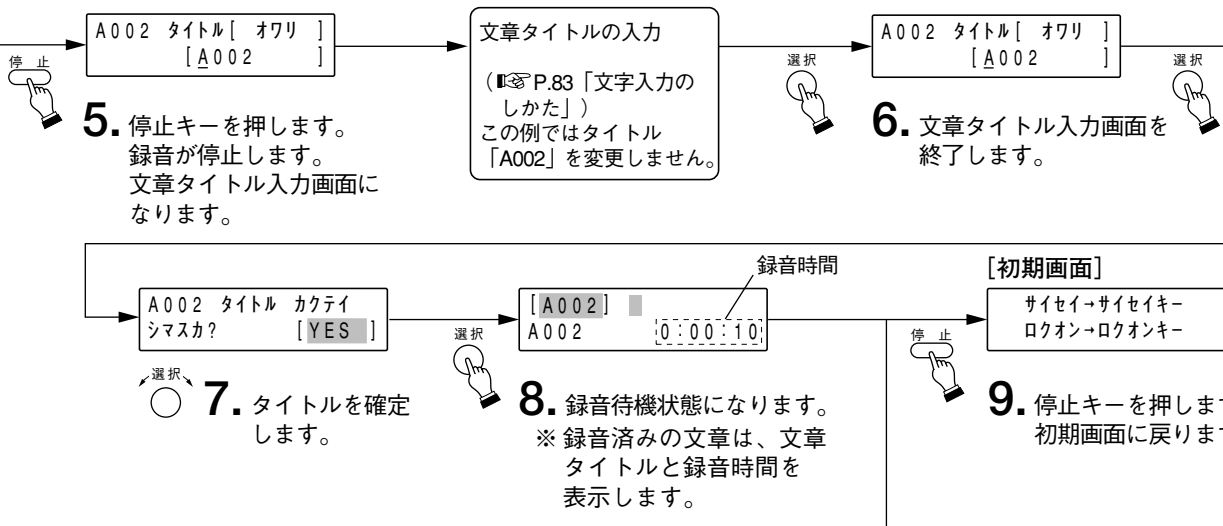 A002 タイトル[ オワリ ]
[A002 ]
停 止
5. 停止キーを押します。
録音が停止します。
文章タイトル入力画面に
なります。
文章タイトルの入力
(☞P.83「文字入力の
しかた」)
この例ではタイトル
「A002」を変更しません。
選択
A002 タイトル[ オワリ ]
[A002 ]
6. 文章タイトル入力画面を
終了します。
選択
A002 タイトル カクテイ
シマスカ? [YES ]
選択
7. タイトルを確定
します。
選択
録音時間
[A002]
A002 0:00:10
8. 録音待機状態になります。
※ 録音済みの文章は、文章
タイトルと録音時間を
表示します。
[初期画面]
サイセイ→サイセイキー
ロクオン→ロクオンキー
停 止
9. 停止キーを押しま
初期画面に戻りま